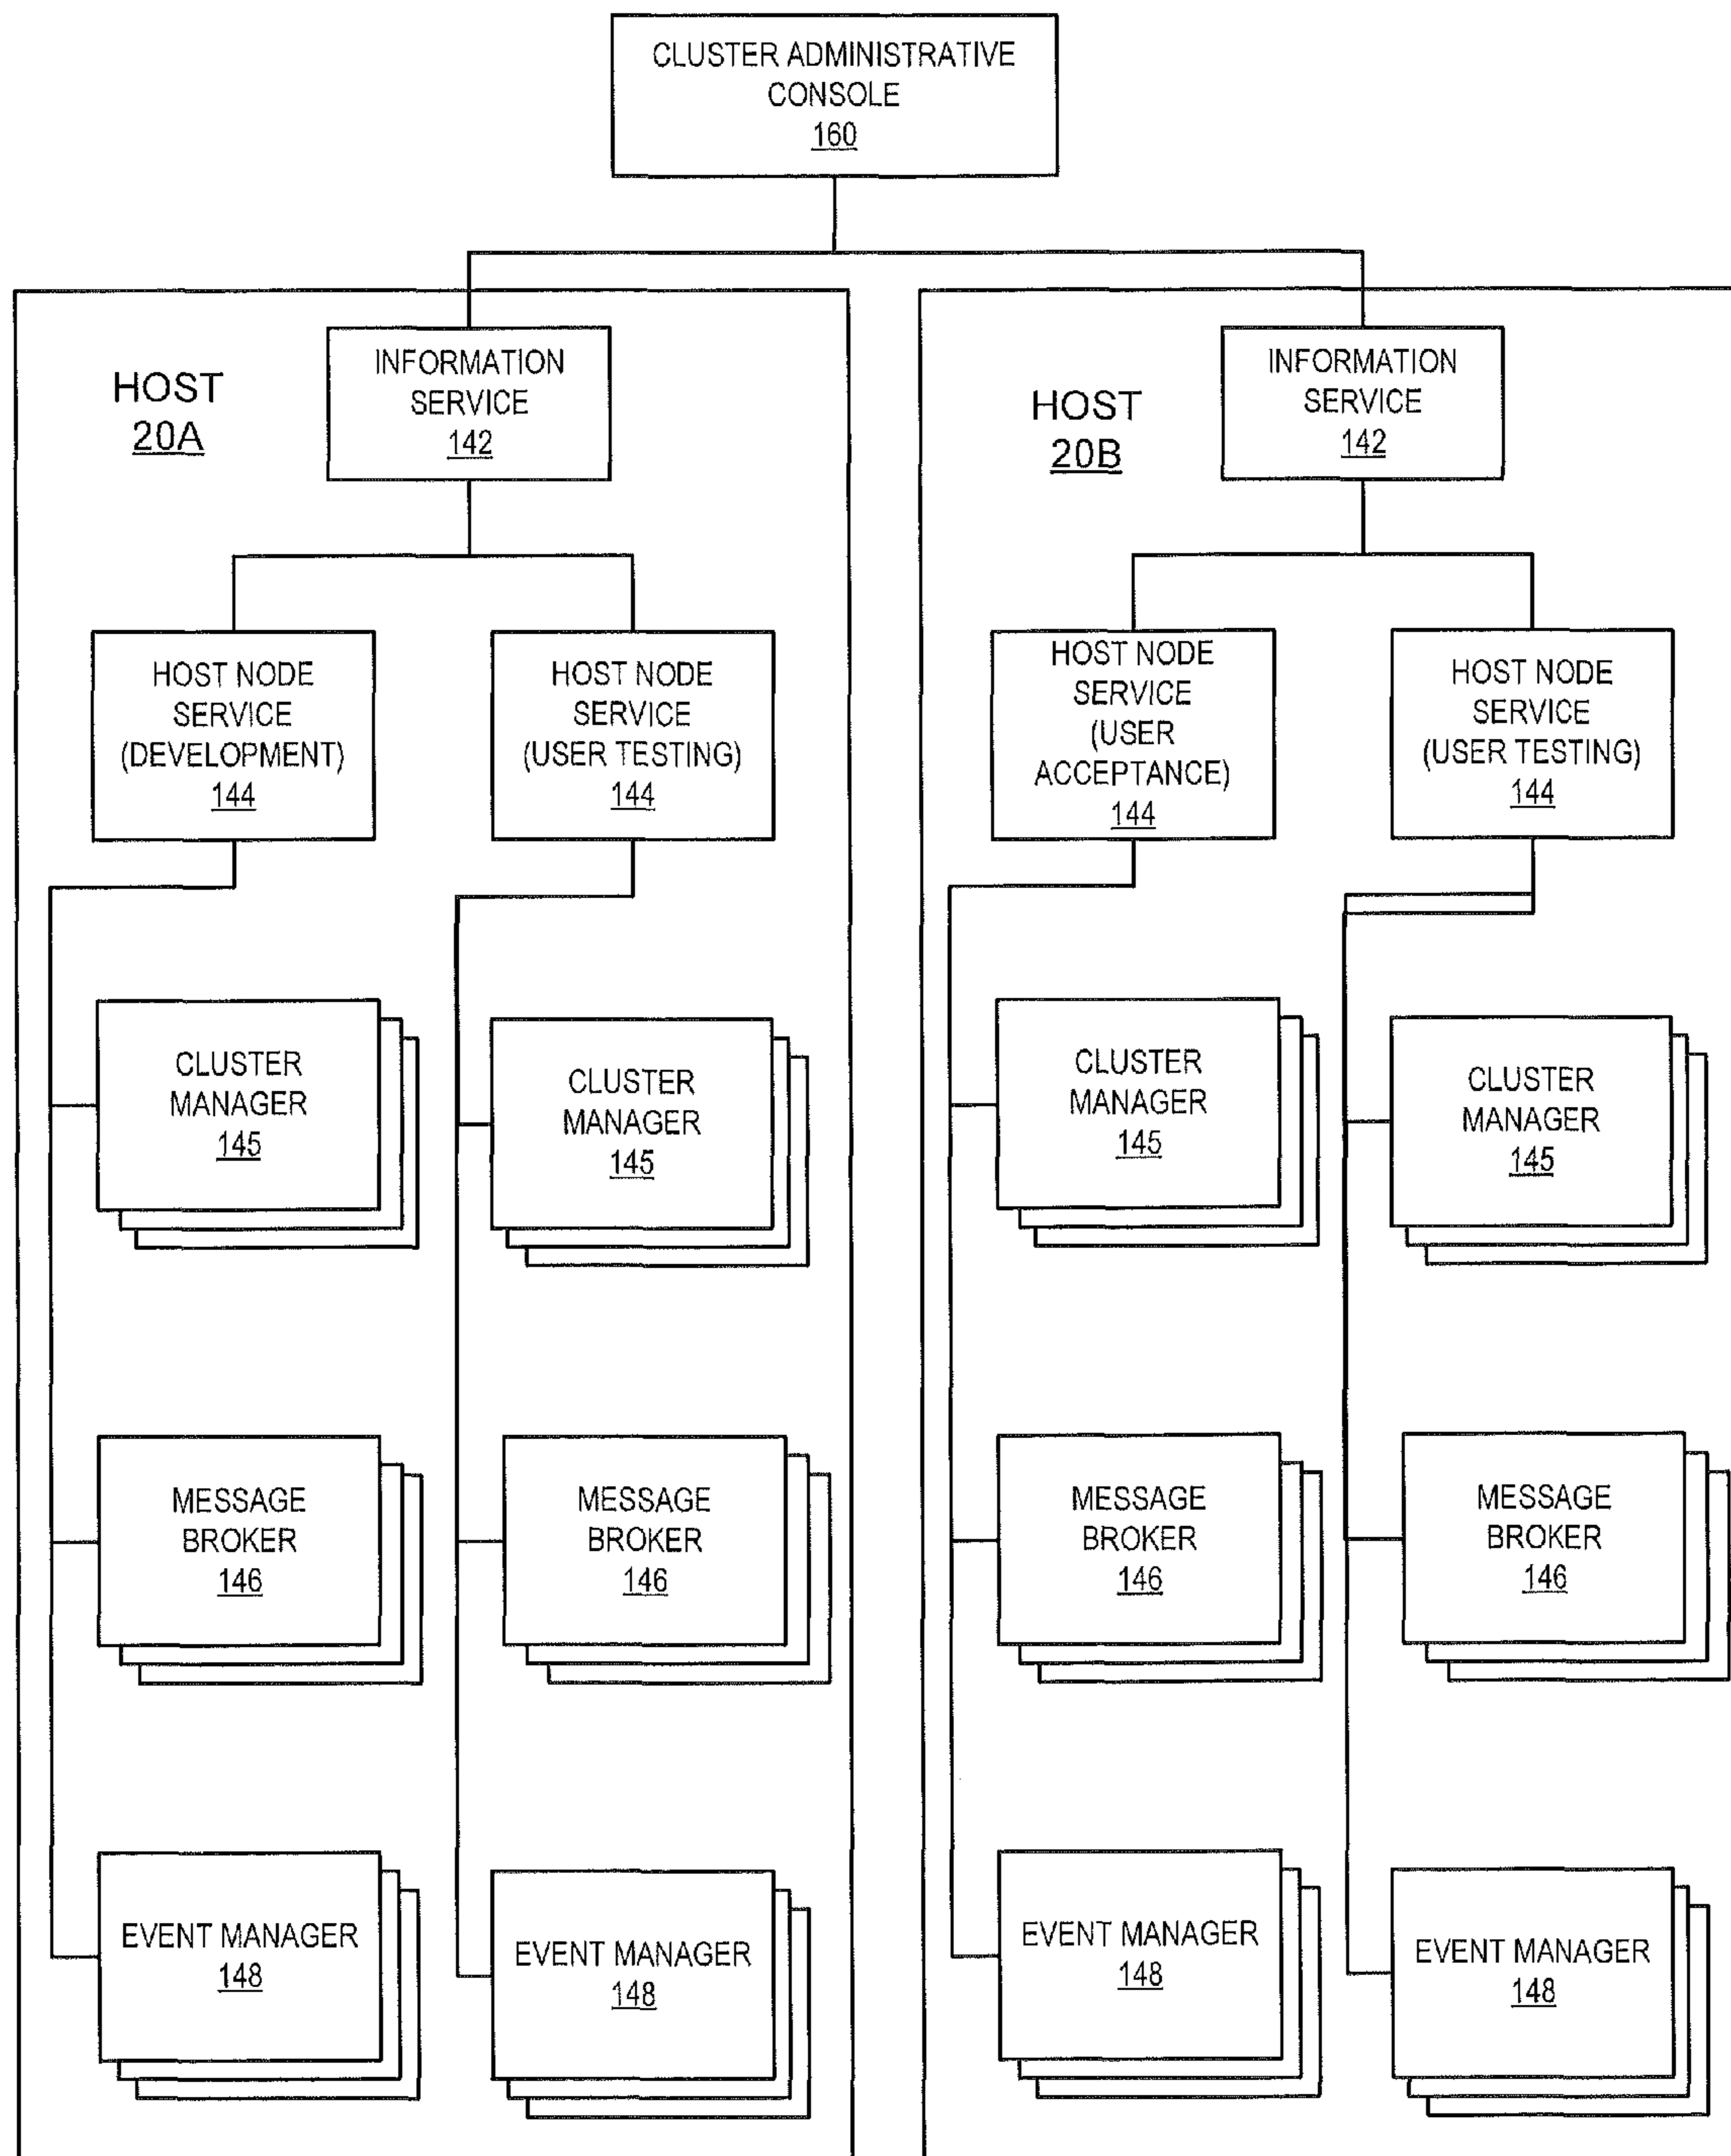 CLUSTER ADMINISTRATIVE
CONSOLE
160
HOST
20A
INFORMATION
SERVICE
142
HOST
20B
INFORMATION
SERVICE
142
HOST NODE
SERVICE
(DEVELOPMENT)
144
HOST NODE
SERVICE
(USER TESTING)
144
HOST NODE
SERVICE
(USER
ACCEPTANCE)
144
HOST NODE
SERVICE
(USER TESTING)
144
CLUSTER
MANAGER
145
CLUSTER
MANAGER
145
CLUSTER
MANAGER
145
CLUSTER
MANAGER
145
MESSAGE
BROKER
146
MESSAGE
BROKER
146
MESSAGE
BROKER
146
MESSAGE
BROKER
146
EVENT MANAGER
148
EVENT MANAGER
148
EVENT MANAGER
148
EVENT MANAGER
148